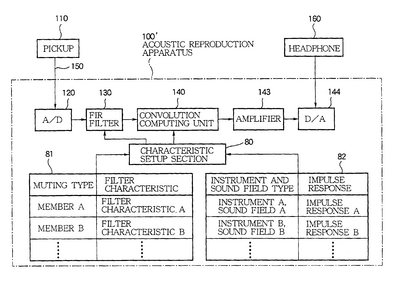 110
PICKUP
150
100'
ACOUSTIC REPRODUCTION
APPARATUS
160
HEADPHONE
120
A/D
130
FIR
FILTER
140
CONVOLUTION
COMPUTING UNIT
143
AMPLIFIER
144
D/A
80
CHARACTERISTIC
SETUP SECTION
81
MUTING TYPE
FILTER
CHARACTERISTIC
MEMBER A
FILTER
CHARACTERISTIC A
MEMBER B
FILTER
CHARACTERISTIC B
82
INSTRUMENT AND
SOUND FIELD TYPE
IMPULSE
RESPONSE
INSTRUMENT A,
SOUND FIELD A
IMPULSE
RESPONSE A
INSTRUMENT B,
SOUND FIELD B
IMPULSE
RESPONSE B